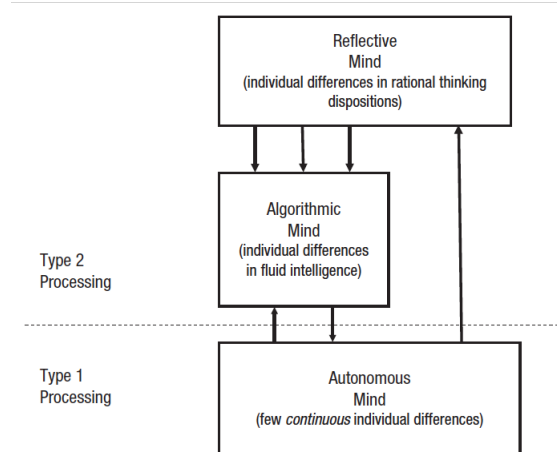 Reflective
Mind
(individual differences in rational thinking
dispositions)
Algorithmic
Mind
(individual differences
in fluid intelligence)
Type 2
Processing
Type 1
Processing
Autonomous
Mind
(few continuous individual differences)